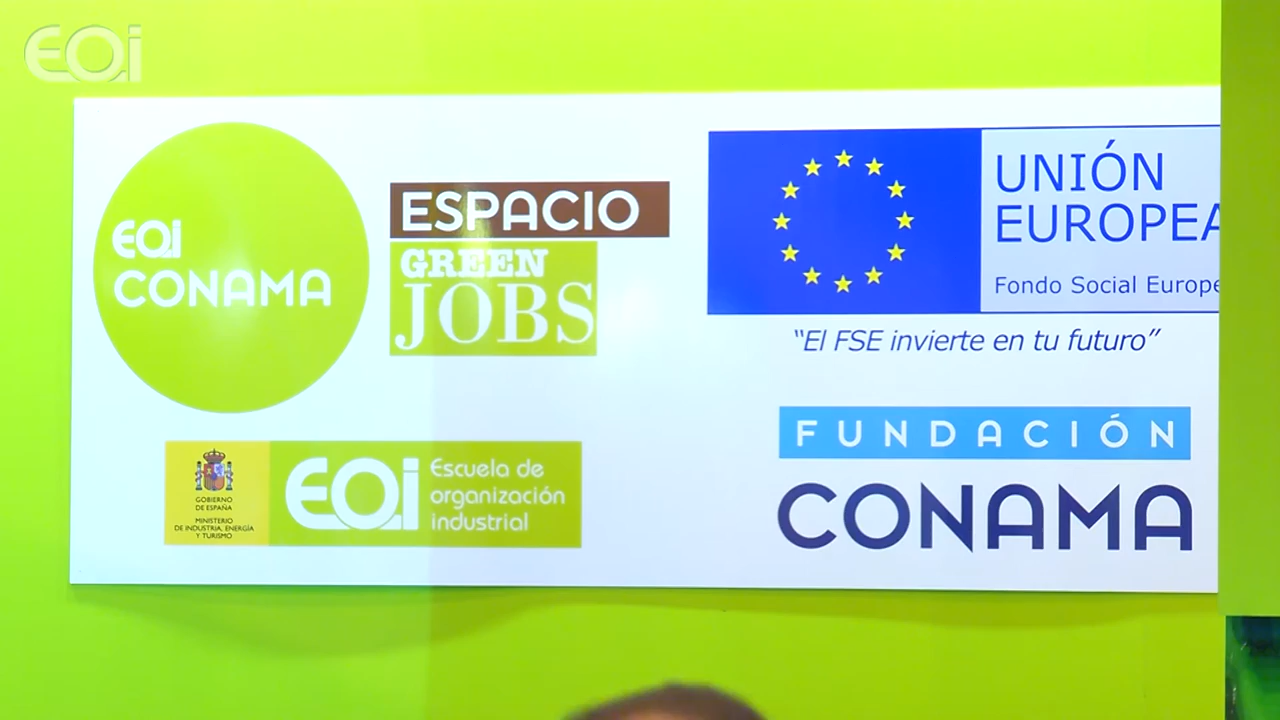 EOi
EOi
CONAMA
ESPACIO
GREEN
JOBS
UNIÓN
EUROPEA
Fondo Social Europe
“El FSE invierte en tu futuro”
GOBIERNO
DE ESPAÑA
MINISTERIO
DE INDUSTRIA, ENERGÍA
Y TURISMO
EOi
Escuela de
organización
industrial
FUNDACIÓN
CONAMA